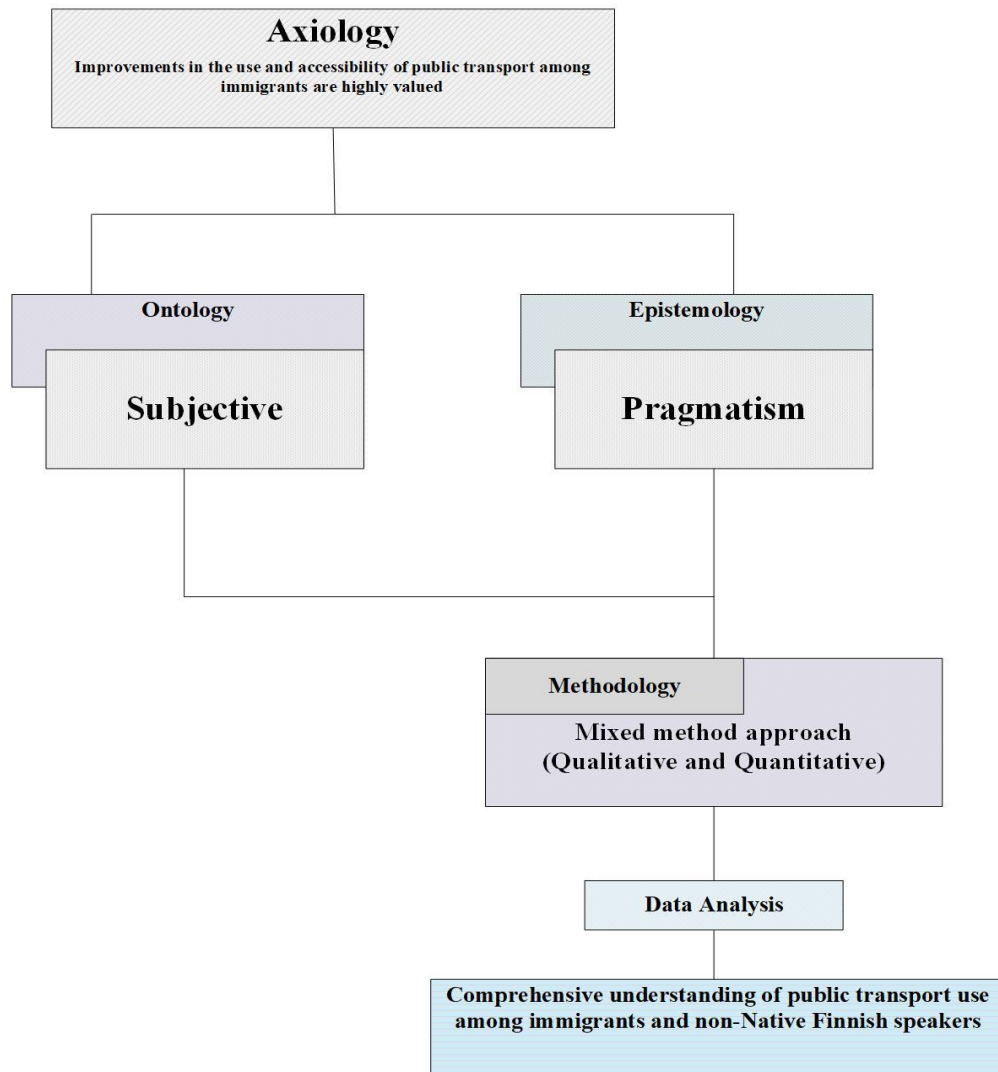 Axiology
Improvements in the use and accessibility of public transport among
immigrants are highly valued
Ontology
Subjective
Epistemology
Pragmatism
Methodology
Mixed method approach
(Qualitative and Quantitative)
Data Analysis
Comprehensive understanding of public transport use
among immigrants and non-Native Finnish speakers